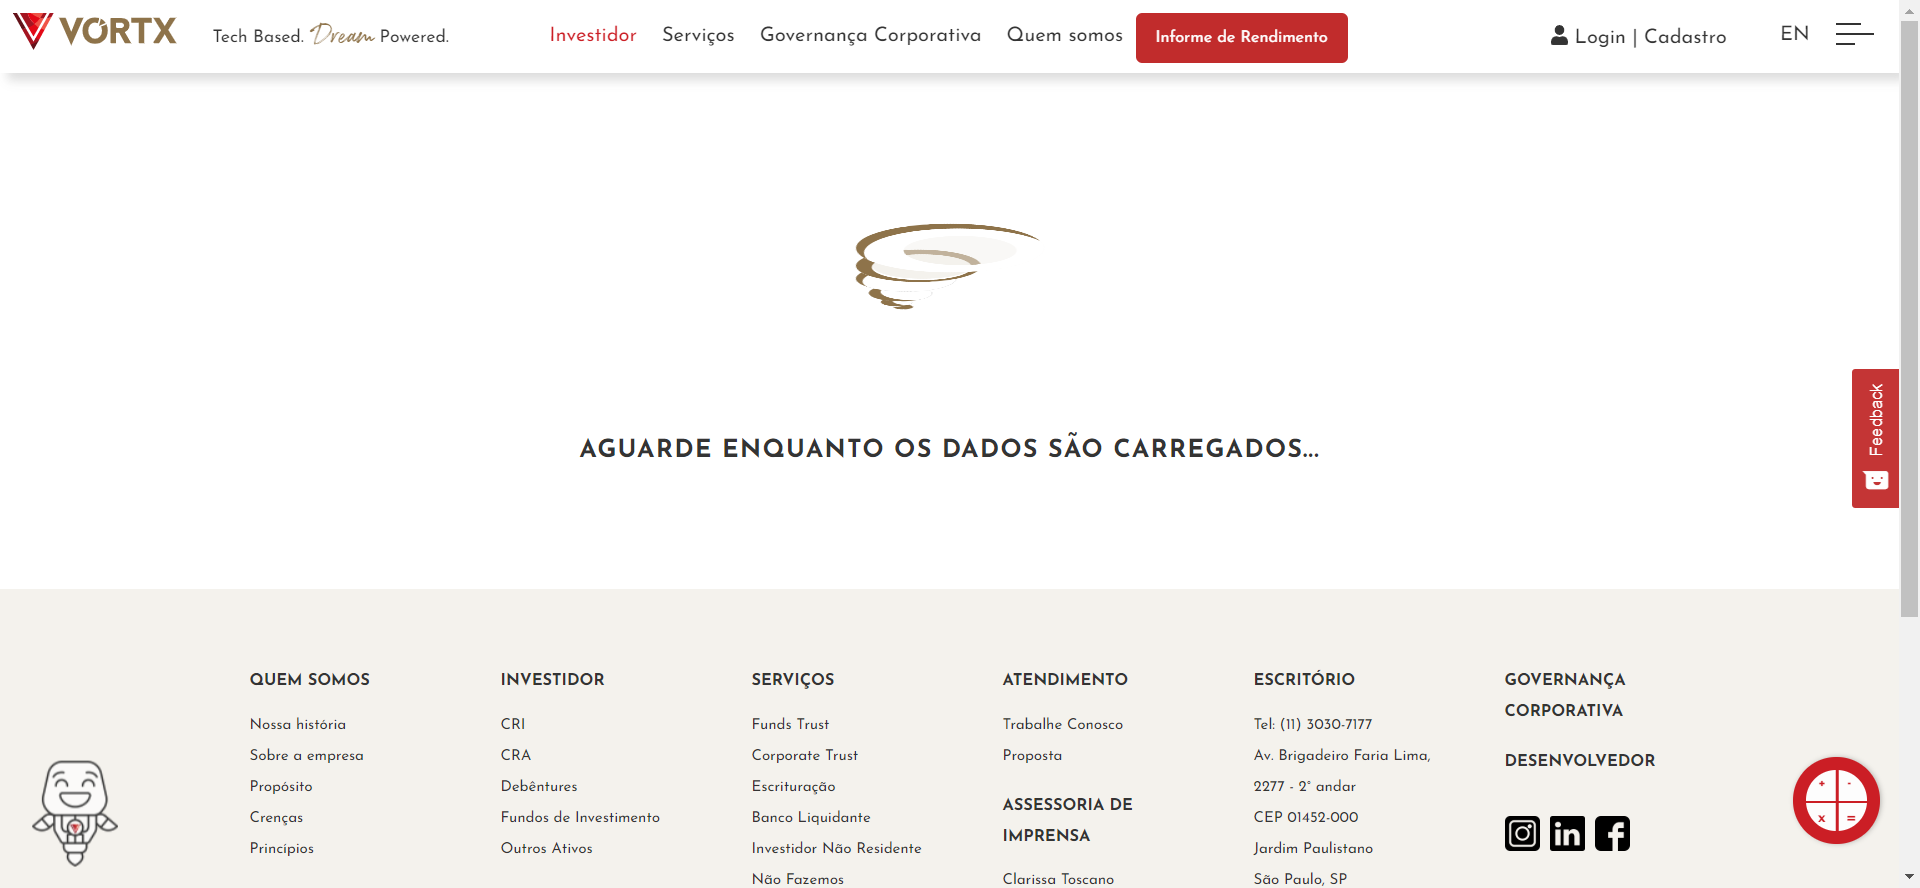 VÓRTX
Tech Based. Dream Powered.
Investidor
Serviços
Governança Corporativa
Quem somos
Informe de Rendimento
Login | Cadastro
EN
AGUARDE ENQUANTO OS DADOS SÃO CARREGADOS...
Feedback
QUEM SOMOS
Nossa história
Sobre a empresa
Propósito
Crenças
Princípios
INVESTIDOR
CRI
CRA
Debêntures
Fundos de Investimento
Outros Ativos
SERVIÇOS
Funds Trust
Corporate Trust
Escrituração
Banco Liquidante
Investidor Não Residente
Não Fazemos
ATENDIMENTO
Trabalhe Conosco
Proposta
ASSESSORIA DE
IMPRENSA
Clarissa Toscano
ESCRITÓRIO
Tel: (11) 3030-7177
Av. Brigadeiro Faria Lima,
2277 - 2° andar
CEP 01452-000
Jardim Paulistano
São Paulo, SP
GOVERNANÇA
CORPORATIVA
DESENVOLVEDOR
+ -
x =